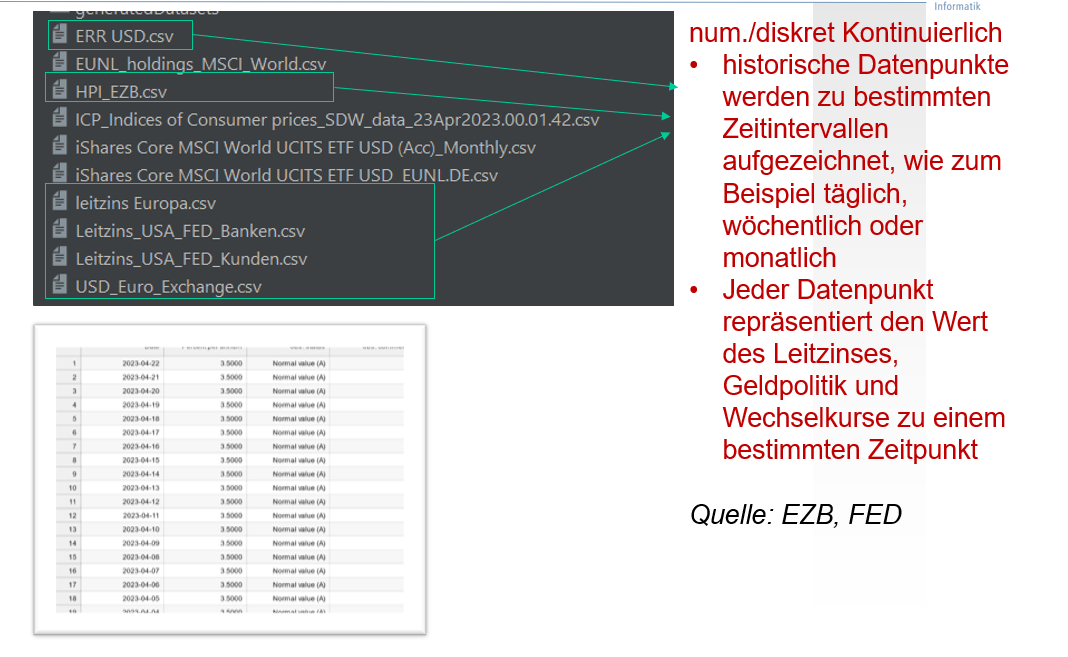 Informatik
generatedDatasets
ERR USD.csv
EUNL_holdings_MSCI_World.csv
HPI_EZB.csv
ICP_Indices of Consumer prices_SDW_data_23Apr2023.00.01.42.csv
iShares Core MSCI World UCITS ETF USD (Acc)_Monthly.csv
iShares Core MSCI World UCITS ETF USD_EUNL.DE.csv
leitzins Europa.csv
Leitzins_USA_FED_Banken.csv
Leitzins_USA_FED_Kunden.csv
USD_Euro_Exchange.csv
num./diskret Kontinuierlich
• historische Datenpunkte
werden zu bestimmten
Zeitintervallen
aufgezeichnet, wie zum
Beispiel täglich,
wöchentlich oder
monatlich
• Jeder Datenpunkt
repräsentiert den Wert
des Leitzinses,
Geldpolitik und
Wechselkurse zu einem
bestimmten Zeitpunkt
Quelle: EZB, FED
1 2023-04-22 3.5000 Normal value (A)
2 2023-04-21 3.5000 Normal value (A)
3 2023-04-20 3.5000 Normal value (A)
4 2023-04-19 3.5000 Normal value (A)
5 2023-04-18 3.5000 Normal value (A)
6 2023-04-17 3.5000 Normal value (A)
7 2023-04-16 3.5000 Normal value (A)
8 2023-04-15 3.5000 Normal value (A)
9 2023-04-14 3.5000 Normal value (A)
10 2023-04-13 3.5000 Normal value (A)
11 2023-04-12 3.5000 Normal value (A)
12 2023-04-11 3.5000 Normal value (A)
13 2023-04-10 3.5000 Normal value (A)
14 2023-04-09 3.5000 Normal value (A)
15 2023-04-08 3.5000 Normal value (A)
16 2023-04-07 3.5000 Normal value (A)
17 2023-04-06 3.5000 Normal value (A)
18 2023-04-05 3.5000 Normal value (A)
19 2023-04-04 3.5000 Normal value (A)